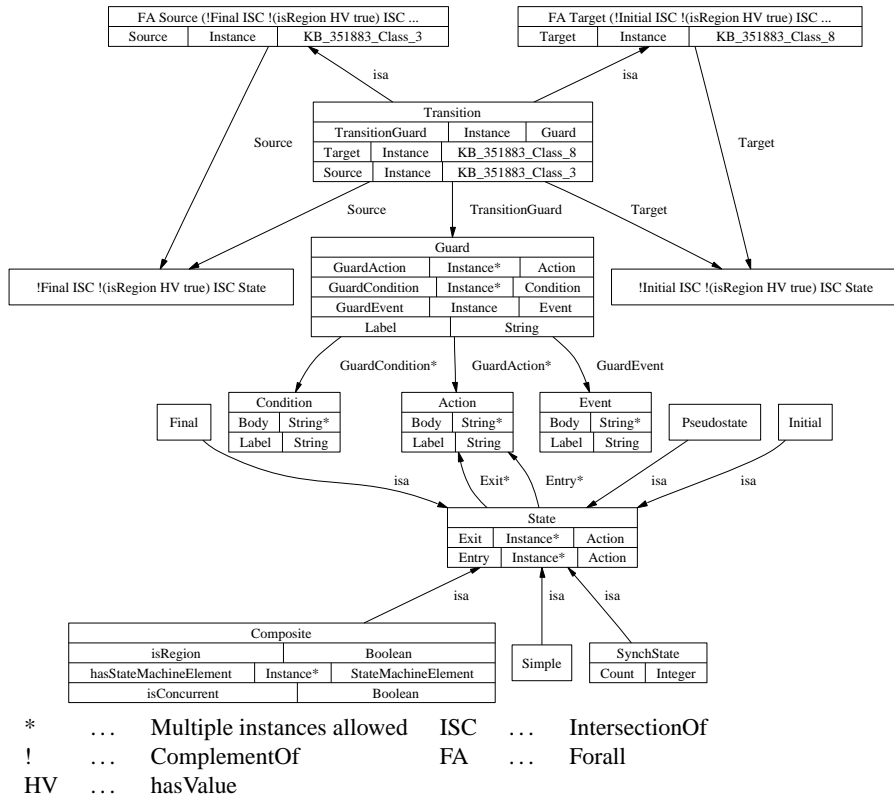 FA Source (!Final ISC !(isRegion HV true) ISC ...
Source Instance KB_351883_Class_3
FA Target (!Initial ISC !(isRegion HV true) ISC ...
Target Instance KB_351883_Class_8
isa
isa
Transition
TransitionGuard Instance Guard
Target Instance KB_351883_Class_8
Source Instance KB_351883_Class_3
Source
Target
Source
TransitionGuard
Target
Guard
GuardAction Instance* Action
GuardCondition Instance* Condition
GuardEvent Instance Event
Label String
!Final ISC !(isRegion HV true) ISC State
!Initial ISC !(isRegion HV true) ISC State
GuardCondition*
GuardAction*
GuardEvent
Final
Condition
Body String*
Label String
Action
Body String*
Label String
Event
Body String*
Label String
Pseudostate
Initial
isa
Exit*
Entry*
isa
isa
State
Exit Instance* Action
Entry Instance* Action
isa
isa
isa
Composite
isRegion Boolean
hasStateMachineElement Instance* StateMachineElement
isConcurrent Boolean
Simple
SynchState
Count Integer
* ... Multiple instances allowed ISC ... IntersectionOf
! ... ComplementOf FA ... Forall
HV ... hasValue